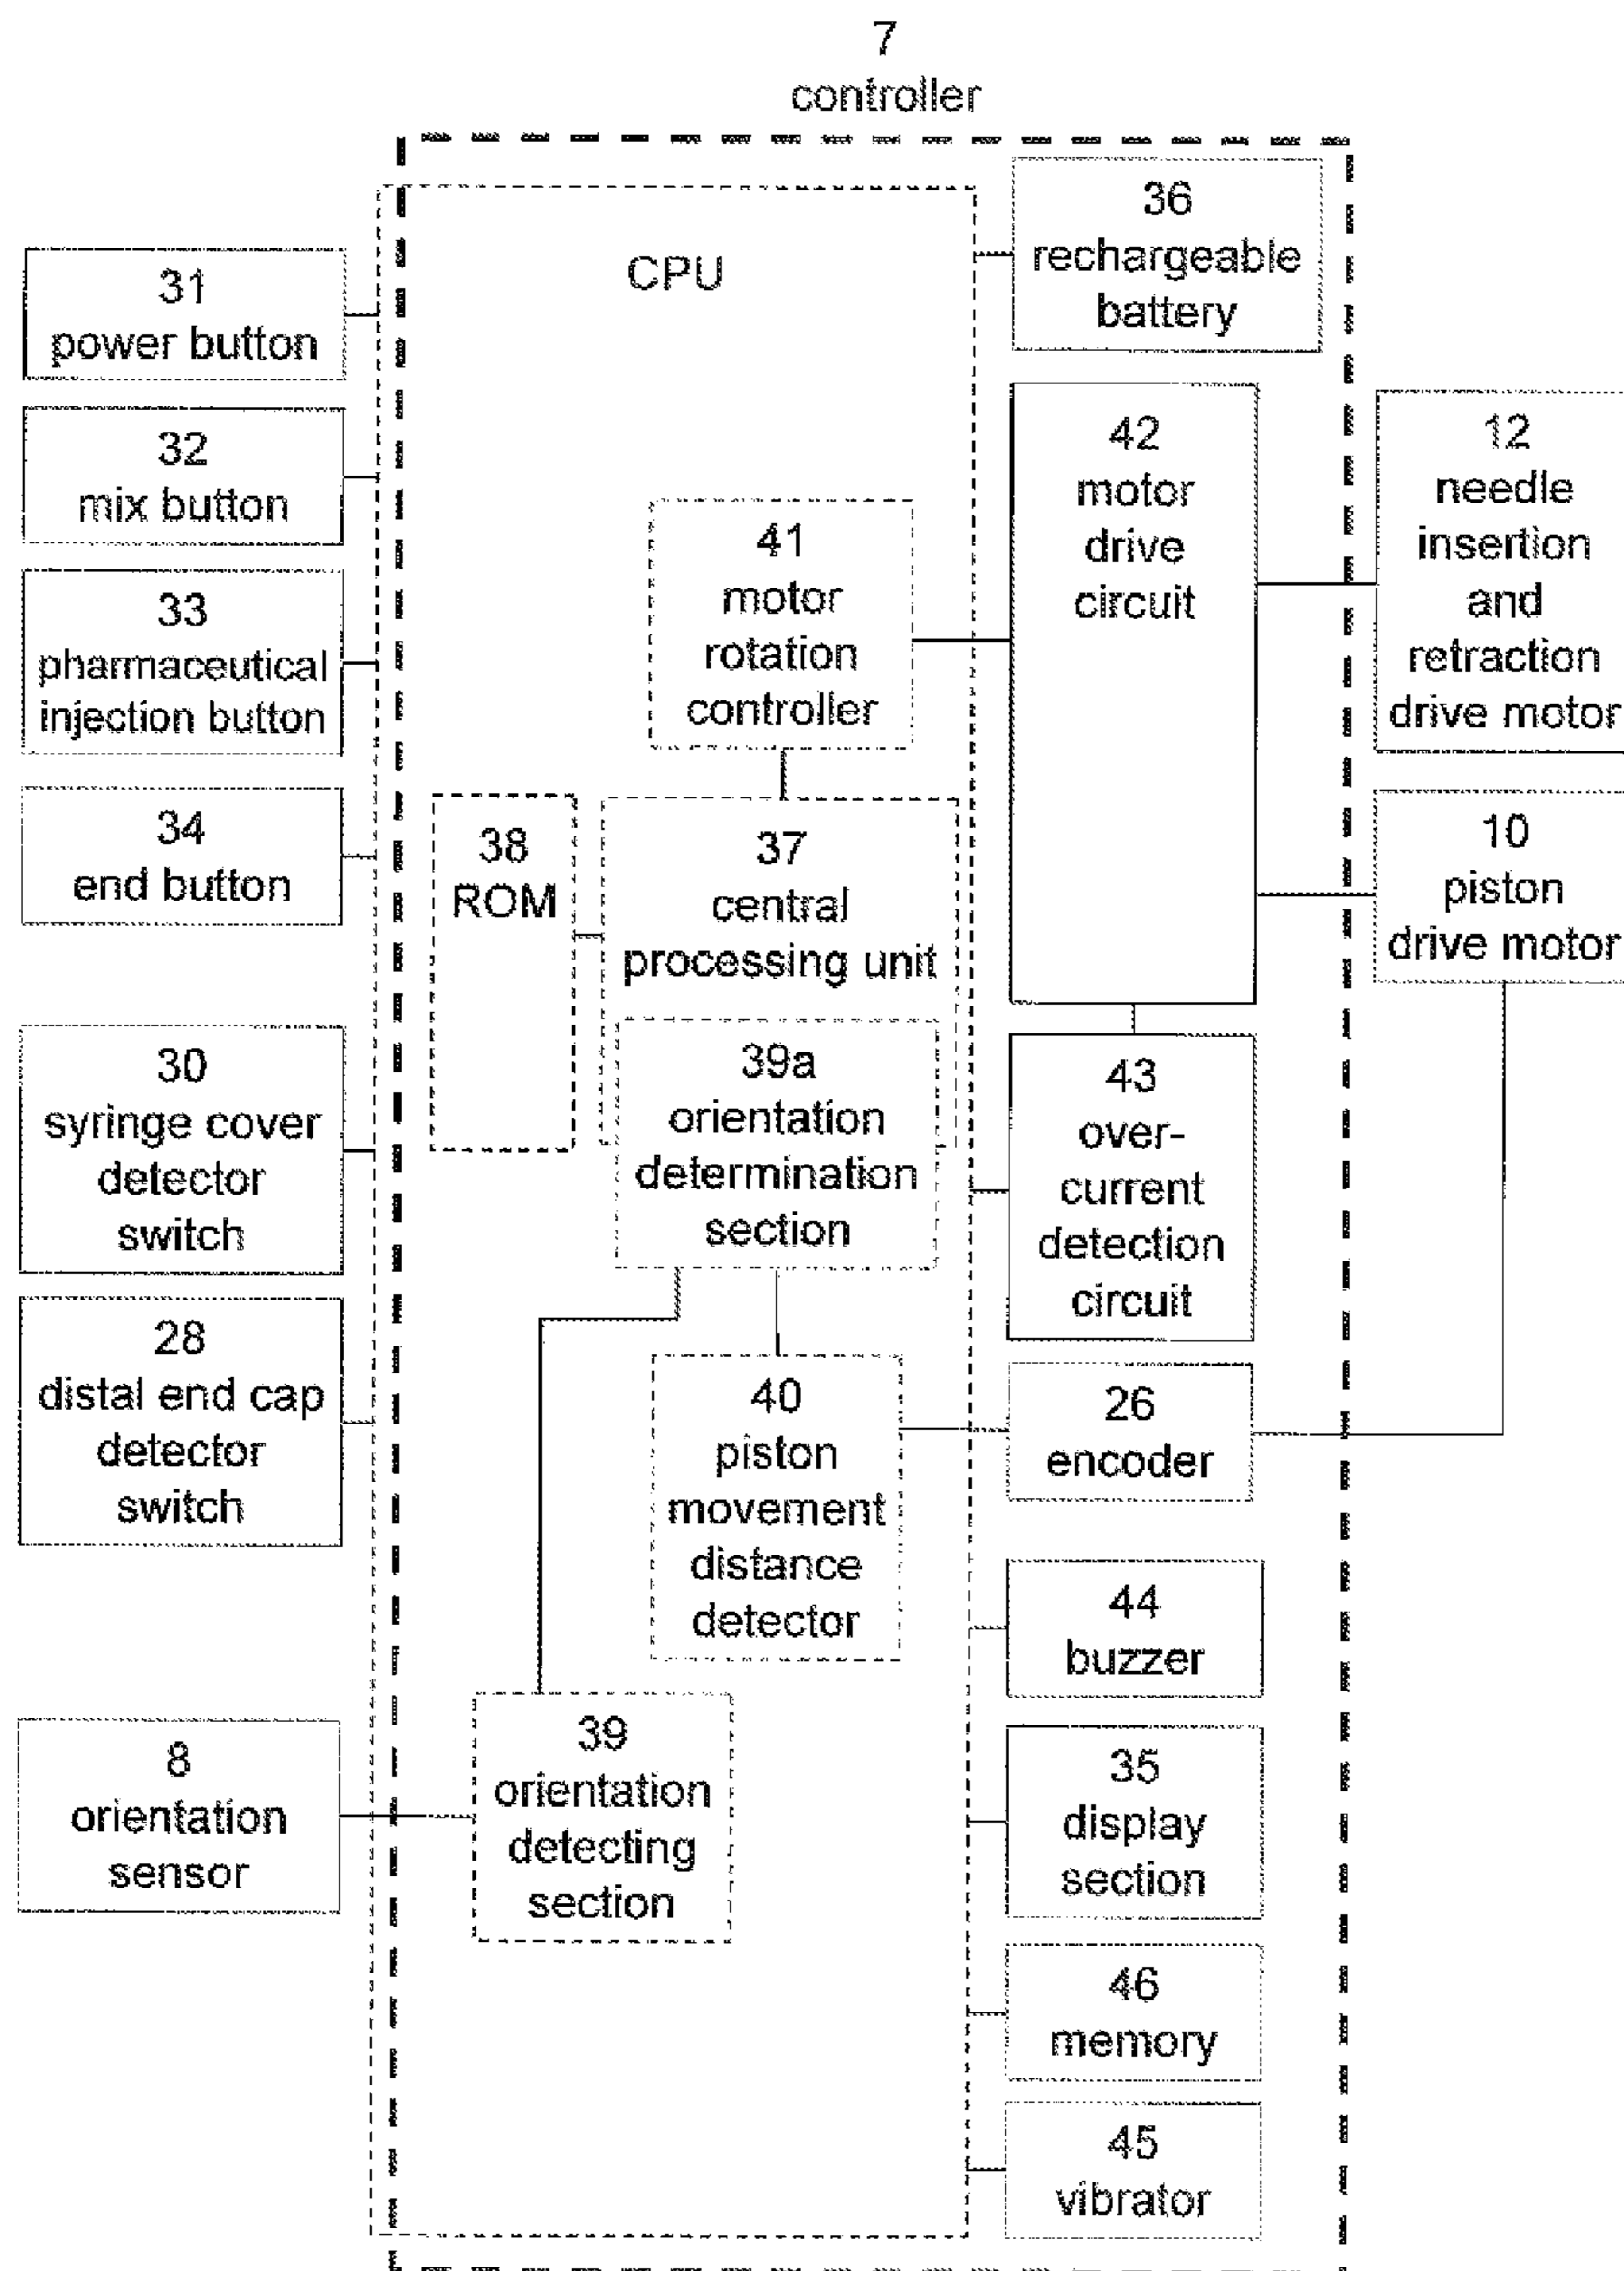 7
controller
CPU
31
power button
32
mix button
33
pharmaceutical
injection button
34
end button
30
syringe cover
detector
switch
28
distal end cap
detector
switch
8
orientation
sensor
41
motor
rotation
controller
38
ROM
37
central
processing unit
39a
orientation
determination
section
40
piston
movement
distance
detector
39
orientation
detecting
section
36
rechargeable
battery
42
motor
drive
circuit
43
over-
current
detection
circuit
26
encoder
44
buzzer
35
display
section
46
memory
45
vibrator
12
needle
insertion
and
retraction
drive motor
10
piston
drive motor